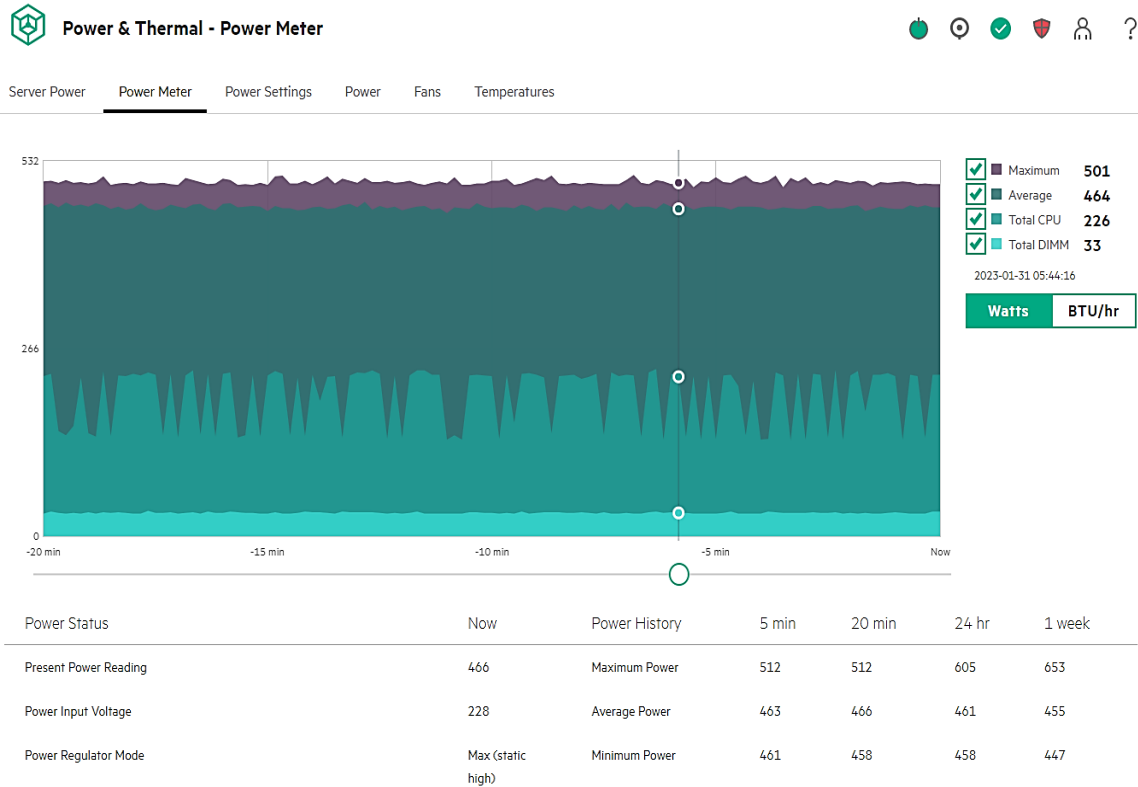 Power & Thermal - Power Meter
?
Server Power Power Meter Power Settings Power Fans Temperatures
532
266
0
-20 min -15 min -10 min -5 min Now
Maximum 501
Average 464
Total CPU 226
Total DIMM 33
2023-01-31 05:44:16
Watts BTU/hr
Power Status Now Power History 5 min 20 min 24 hr 1 week
Present Power Reading 466 Maximum Power 512 512 605 653
Power Input Voltage 228 Average Power 463 466 461 455
Power Regulator Mode Max (static Minimum Power 461 458 458 447
high)